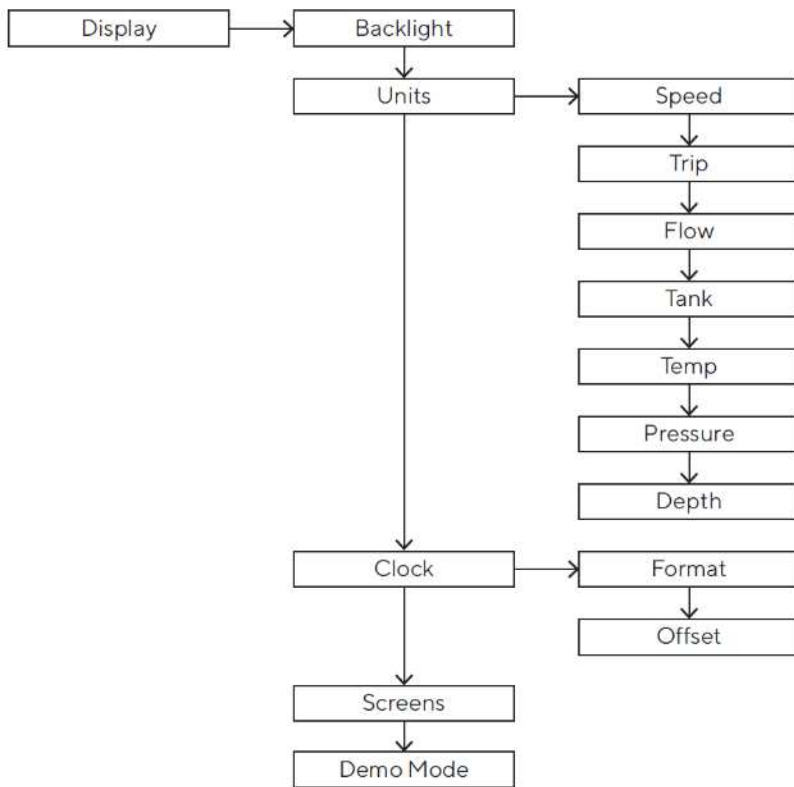 Display
Backlight
Units
Speed
Trip
Flow
Tank
Temp
Pressure
Depth
Clock
Format
Offset
Screens
Demo Mode